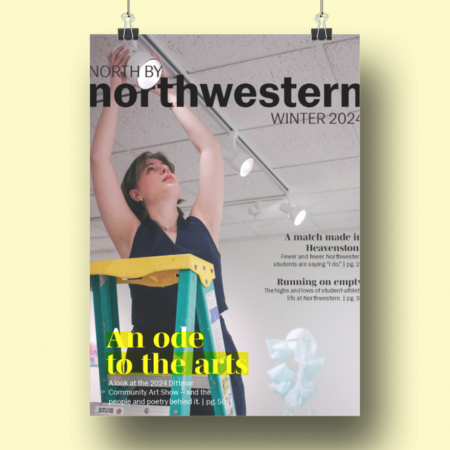 NORTH BY
northwestern
WINTER 2024
A match made in
Heavenston
Fewer and fewer Northwestern
students are saying "I do" | pg. 2
Running on empty
The highs and lows of student-athlete
life at Northwestern. | pg. 3
An ode
to the arts
A look at the 2024 Dittmar
Community Art Show – and the
people and poetry behind it. | pg. 50